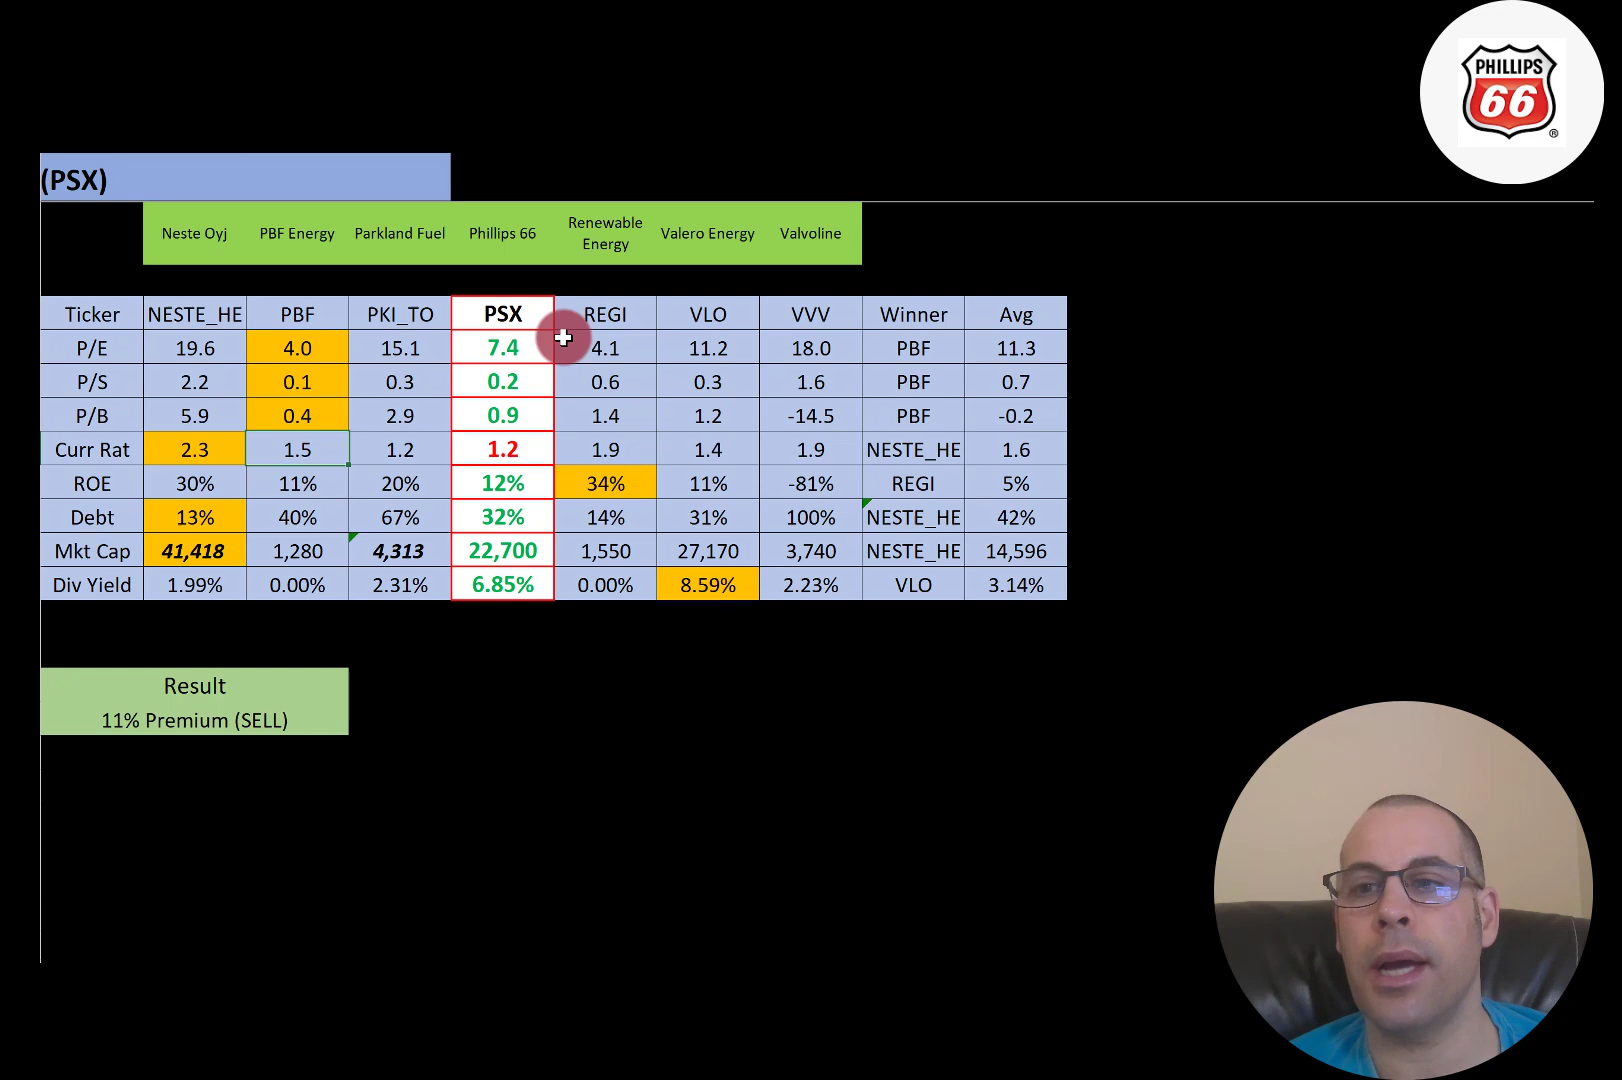 PHILLIPS
66
®
(PSX)
Neste Oyj PBF Energy Parkland Fuel Phillips 66 Renewable Energy Valero Energy Valvoline
Ticker NESTE_HE PBF PKI_TO PSX REGI VLO VVV Winner Avg
P/E 19.6 4.0 15.1 7.4 4.1 11.2 18.0 PBF 11.3
P/S 2.2 0.1 0.3 0.2 0.6 0.3 1.6 PBF 0.7
P/B 5.9 0.4 2.9 0.9 1.4 1.2 -14.5 PBF -0.2
Curr Rat 2.3 1.5 1.2 1.2 1.9 1.4 1.9 NESTE_HE 1.6
ROE 30% 11% 20% 12% 34% 11% -81% REGI 5%
Debt 13% 40% 67% 32% 14% 31% 100% NESTE_HE 42%
Mkt Cap 41,418 1,280 4,313 22,700 1,550 27,170 3,740 NESTE_HE 14,596
Div Yield 1.99% 0.00% 2.31% 6.85% 0.00% 8.59% 2.23% VLO 3.14%
Result
11% Premium (SELL)